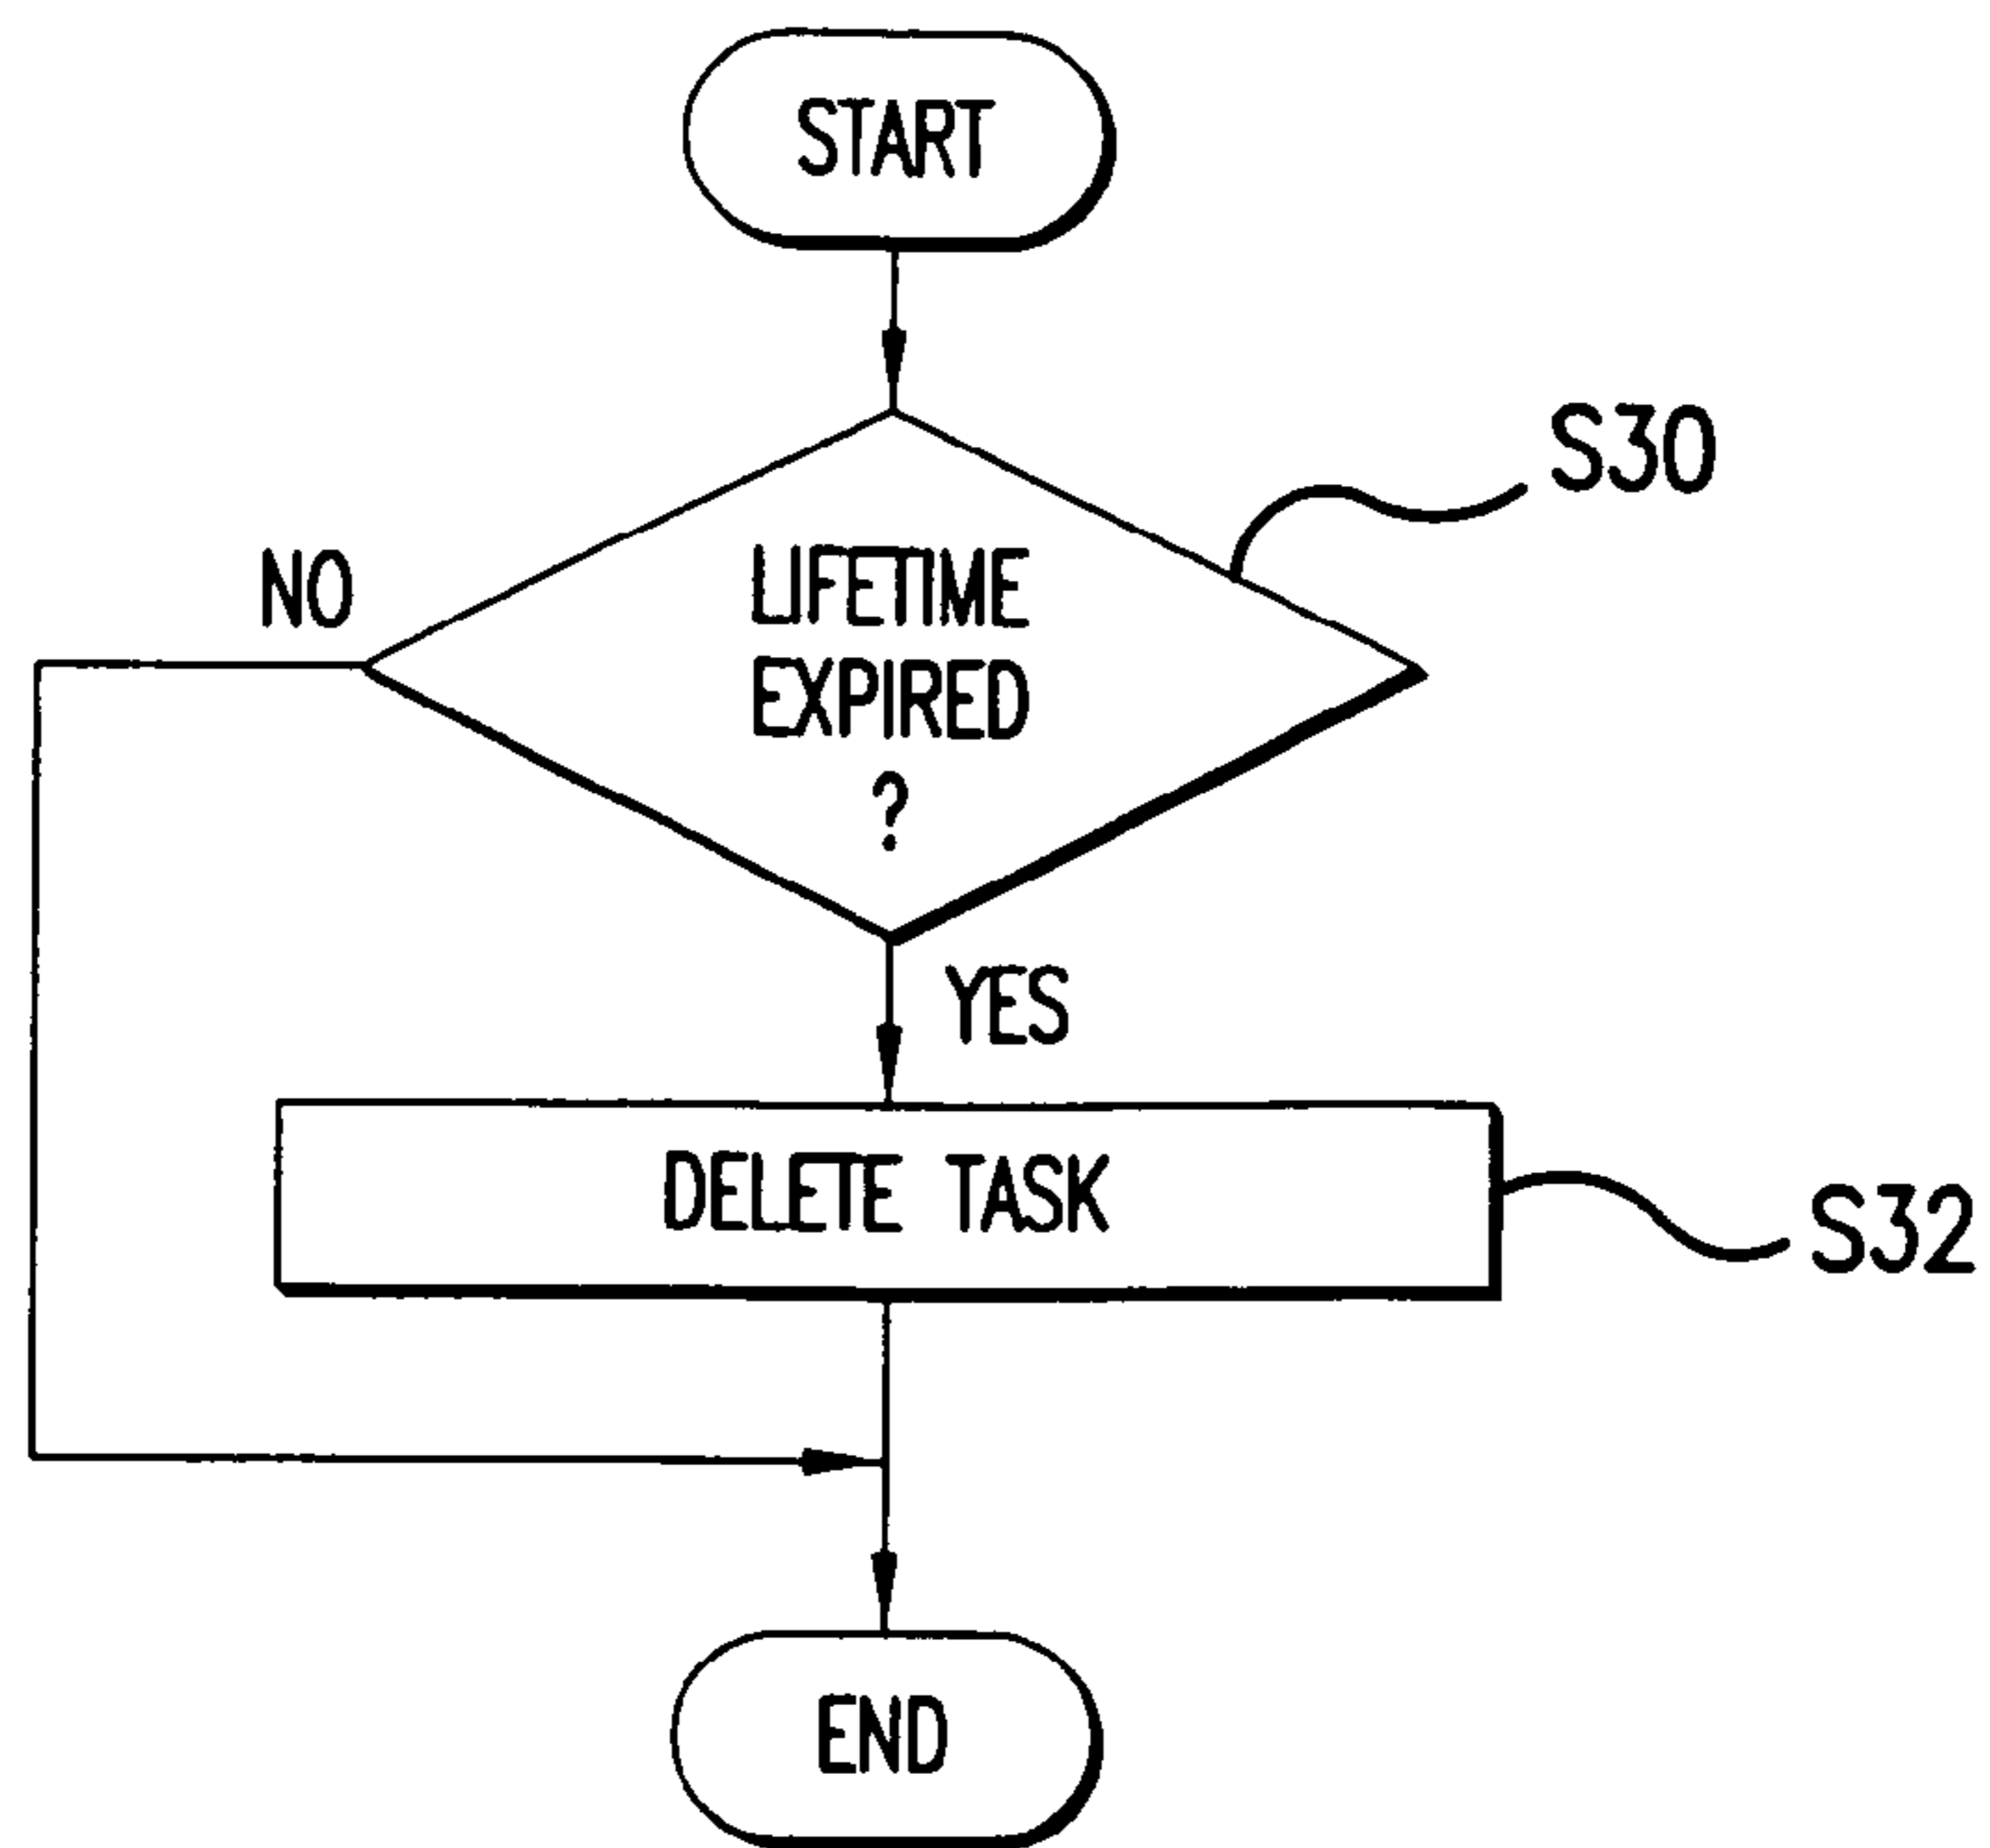 START
S30
NO
LIFETIME
EXPIRED
?
YES
DELETE TASK
S32
END